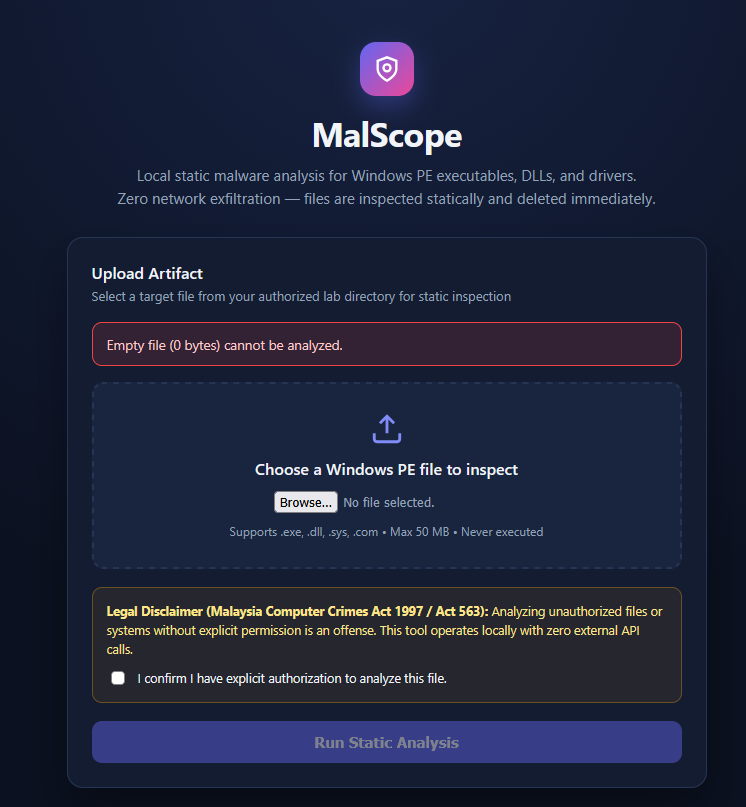 MalScope
Local static malware analysis for Windows PE executables, DLLs, and drivers.
Zero network exfiltration — files are inspected statically and deleted immediately.
Upload Artifact
Select a target file from your authorized lab directory for static inspection
Empty file (0 bytes) cannot be analyzed.
Choose a Windows PE file to inspect
Browse... No file selected.
Supports .exe, .dll, .sys, .com • Max 50 MB • Never executed
Legal Disclaimer (Malaysia Computer Crimes Act 1997 / Act 563): Analyzing unauthorized files or
systems without explicit permission is an offense. This tool operates locally with zero external API
calls.
I confirm I have explicit authorization to analyze this file.
Run Static Analysis